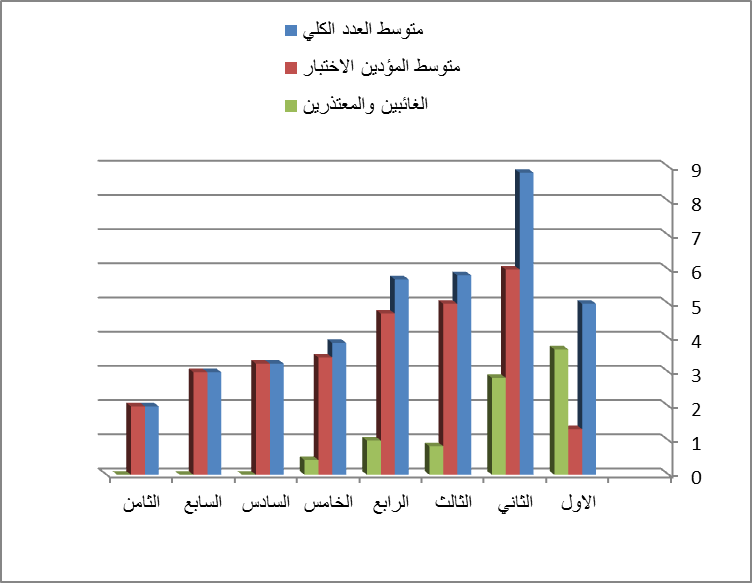 متوسط العدد الكلي
متوسط المؤدين الاختبار
الغائبين والمعتذرين
9
8
7
6
5
4
3
2
1
0
الاول الثاني الثالث الرابع الخامس السادس السابع الثامن